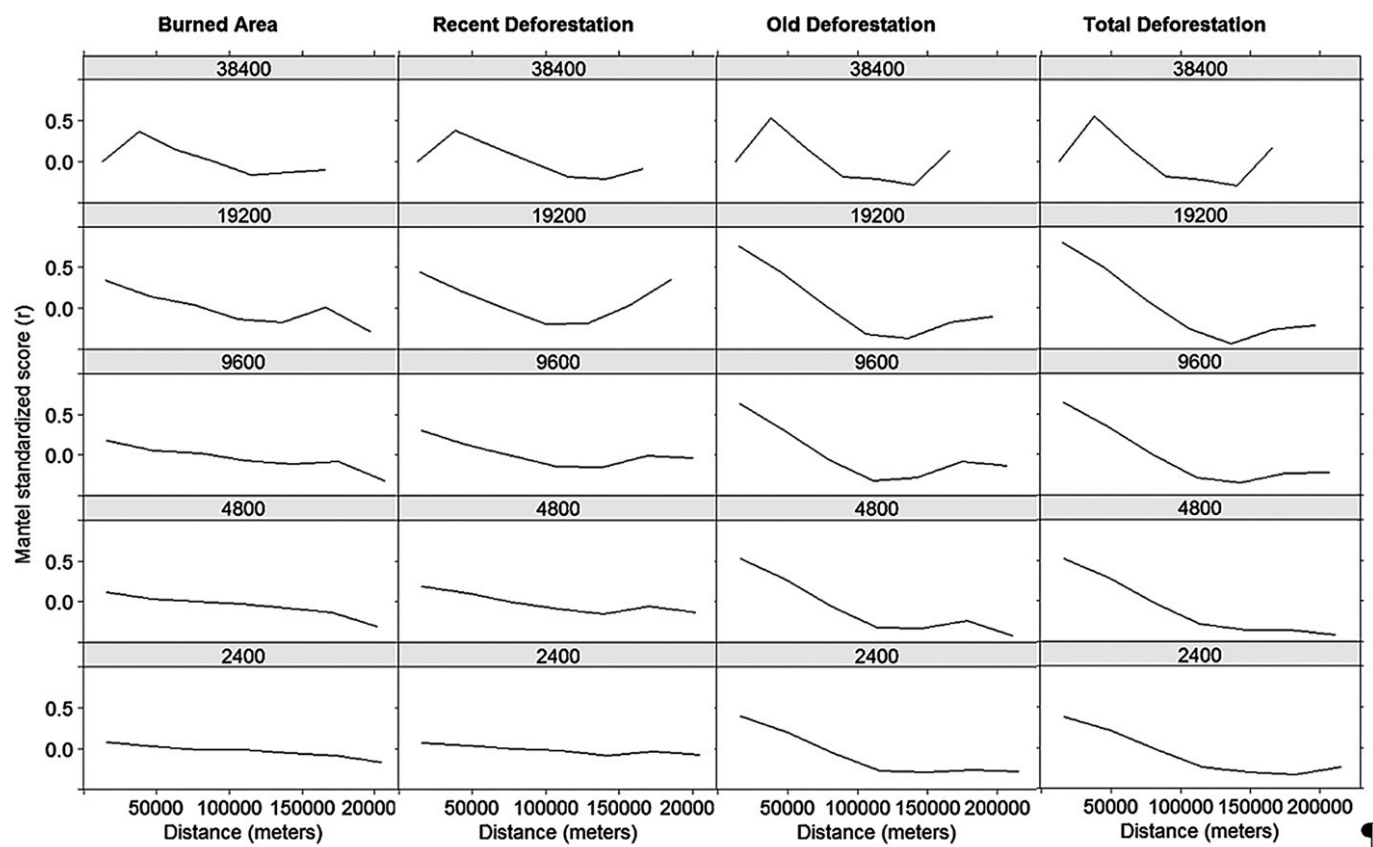 Burned Area Recent Deforestation Old Deforestation Total Deforestation
38400 38400 38400 38400
0.5
0.0
19200 19200 19200 19200
0.5
0.0
9600 9600 9600 9600
0.5
0.0
4800 4800 4800 4800
0.5
0.0
2400 2400 2400 2400
0.5
0.0
Mantel standardized score (r)
50000 100000 150000 20000 50000 100000 150000 20000 50000 100000 150000 200000 50000 100000 150000 200000
Distance (meters) Distance (meters) Distance (meters) Distance (meters)